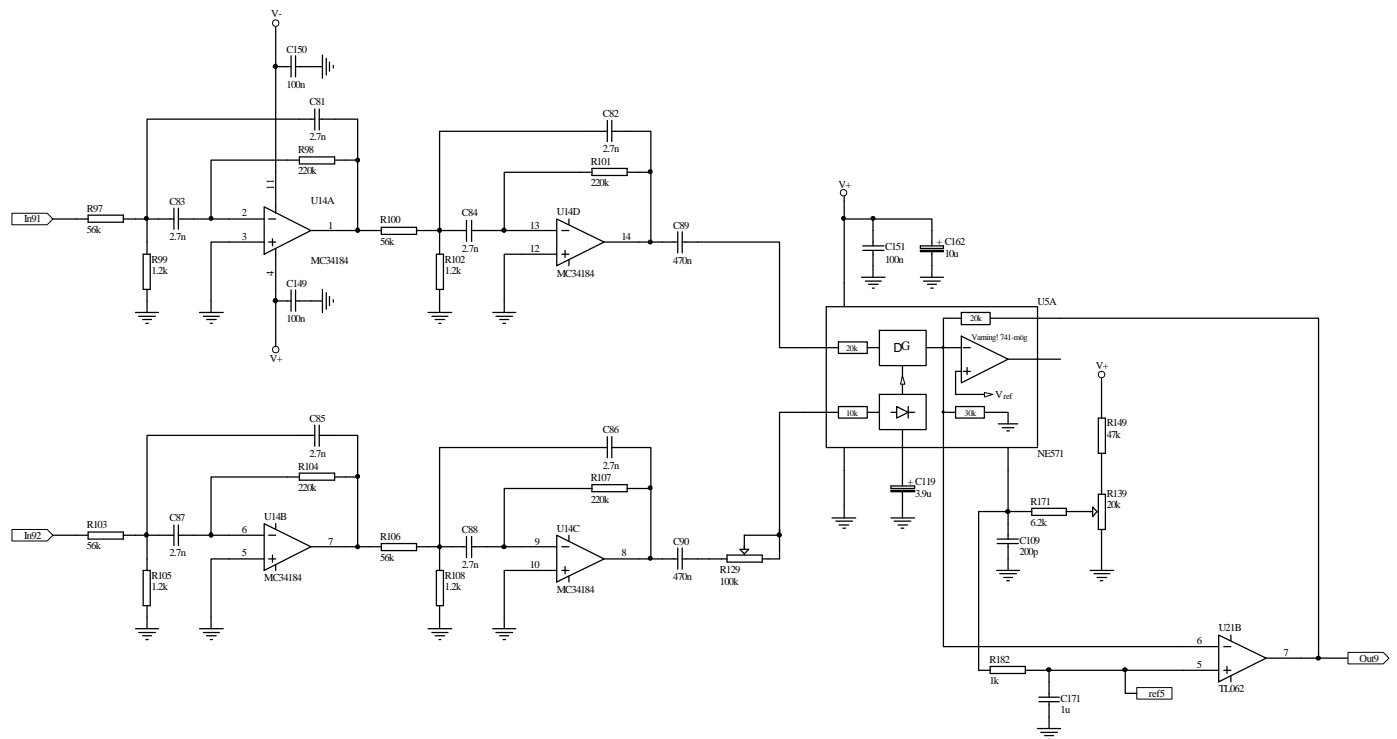 V-
C150
100n
C81
2.7n
R98
220k
11
U14A
In91
R97
56k
C83
2.7n
2
3
1
R99
1.2k
4
MC34184
C149
100n
V+
C82
2.7n
R101
220k
R100
56k
C84
2.7n
U14D
13
12
14
R102
1.2k
MC34184
C89
470n
V+
C151
100n
C162
10u
U5A
20k
Varning! 741-mög
20k
DG
Vref
10k
30k
NE571
C119
3.9u
V+
R149
47k
R171
6.2k
R139
20k
C109
200p
C85
2.7n
R104
220k
In92
R103
56k
C87
2.7n
U14B
6
5
7
R105
1.2k
MC34184
C86
2.7n
R107
220k
R106
56k
C88
2.7n
U14C
9
10
8
R108
1.2k
MC34184
C90
470n
R129
100k
U21B
6
5
7
Out9
R182
1k
TL062
ref5
C171
1u